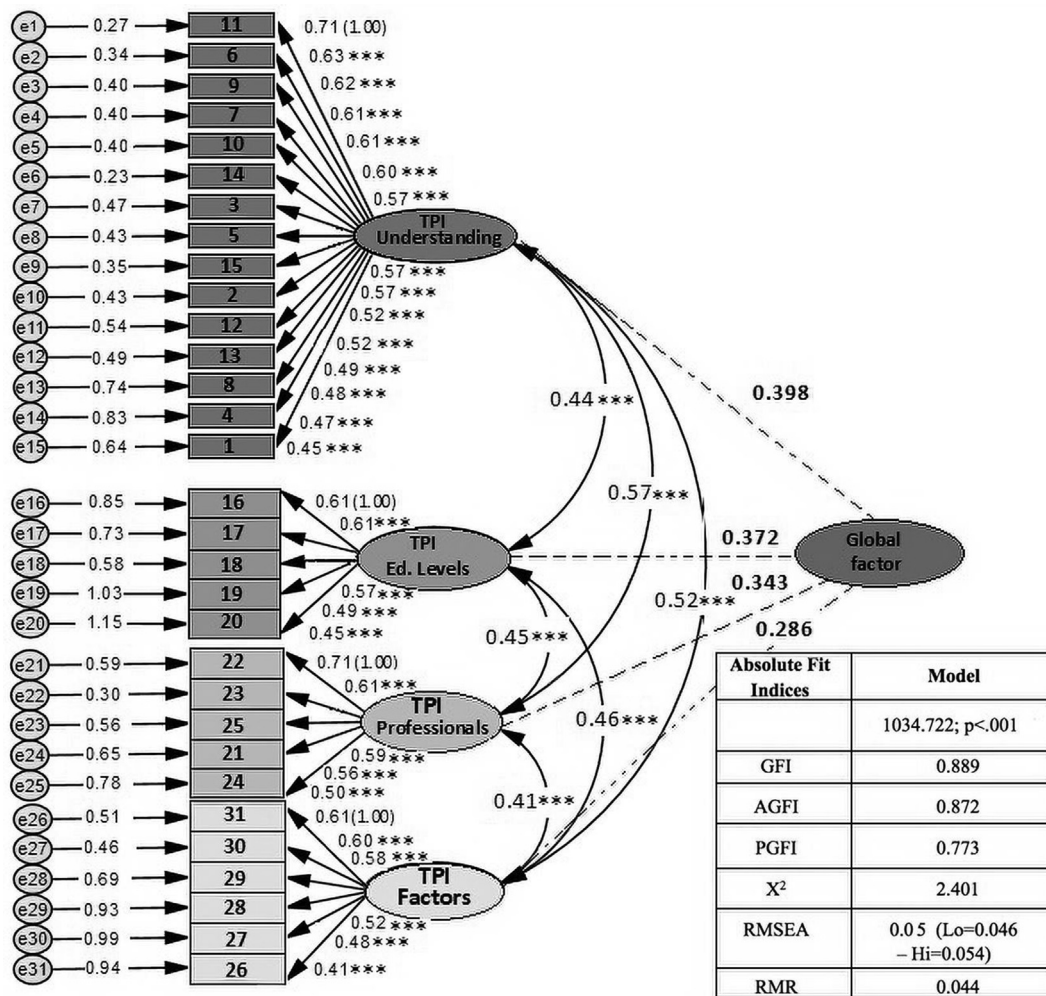 e1 0.27 11 0.71 (1.00)
e2 0.34 6 0.63 ***
e3 0.40 9 0.62 ***
e4 0.40 7 0.61 ***
e5 0.40 10 0.61 ***
e6 0.23 14 0.60 ***
e7 0.47 3 0.57 ***
e8 0.43 5
TPI
Understanding
e9 0.35 15 0.57 ***
e10 0.43 2 0.57 ***
e11 0.54 12 0.52 ***
e12 0.49 13 0.52 ***
e13 0.74 8 0.49 ***
0.48 ***
e14 0.83 4 0.47 ***
e15 0.64 1 0.45 ***
0.44 ***
0.398
e16 0.85 16 0.61 (1.00)
e17 0.73 17 0.61 ***
e18 0.58 18
TPI
Ed. Levels
e19 1.03 19 0.57 ***
0.49 ***
e20 1.15 20 0.45 ***
0.57 ***
0.372
Global
factor
0.343
0.52 ***
0.286
0.45 ***
e21 0.59 22 0.71 (1.00)
e22 0.30 23 0.61 ***
e23 0.56 25
TPI
Professionals
e24 0.65 21 0.59 ***
0.56 ***
e25 0.78 24 0.50 ***
0.46 ***
0.41 ***
e26 0.51 31 0.61 (1.00)
e27 0.46 30 0.60 ***
0.58 ***
e28 0.69 29
TPI
Factors
e29 0.93 28 0.52 ***
e30 0.99 27 0.48 ***
e31 0.94 26 0.41 ***
Absolute Fit
Indices
Model
1034.722; p<.001
GFI 0.889
AGFI 0.872
PGFI 0.773
X² 2.401
RMSEA 0.05 (Lo=0.046
– Hi=0.054)
RMR 0.044